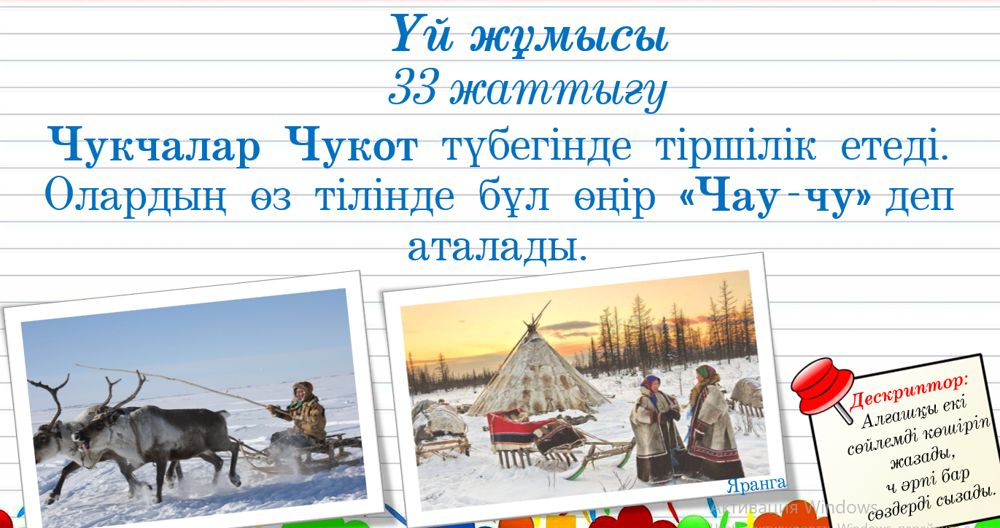 Үй жұмысы
33 жаттығу
Чукчалар Чукот түбегінде тіршілік етеді.
Олардың өз тілінде бұл өңір «Чау-чу» деп
аталады.
Яранга
Дескриптор:
Алғашқы екі
сөйлемді көшіріп
жазады,
ч әрпі бар
сөздерді сызады.
Активация Windows